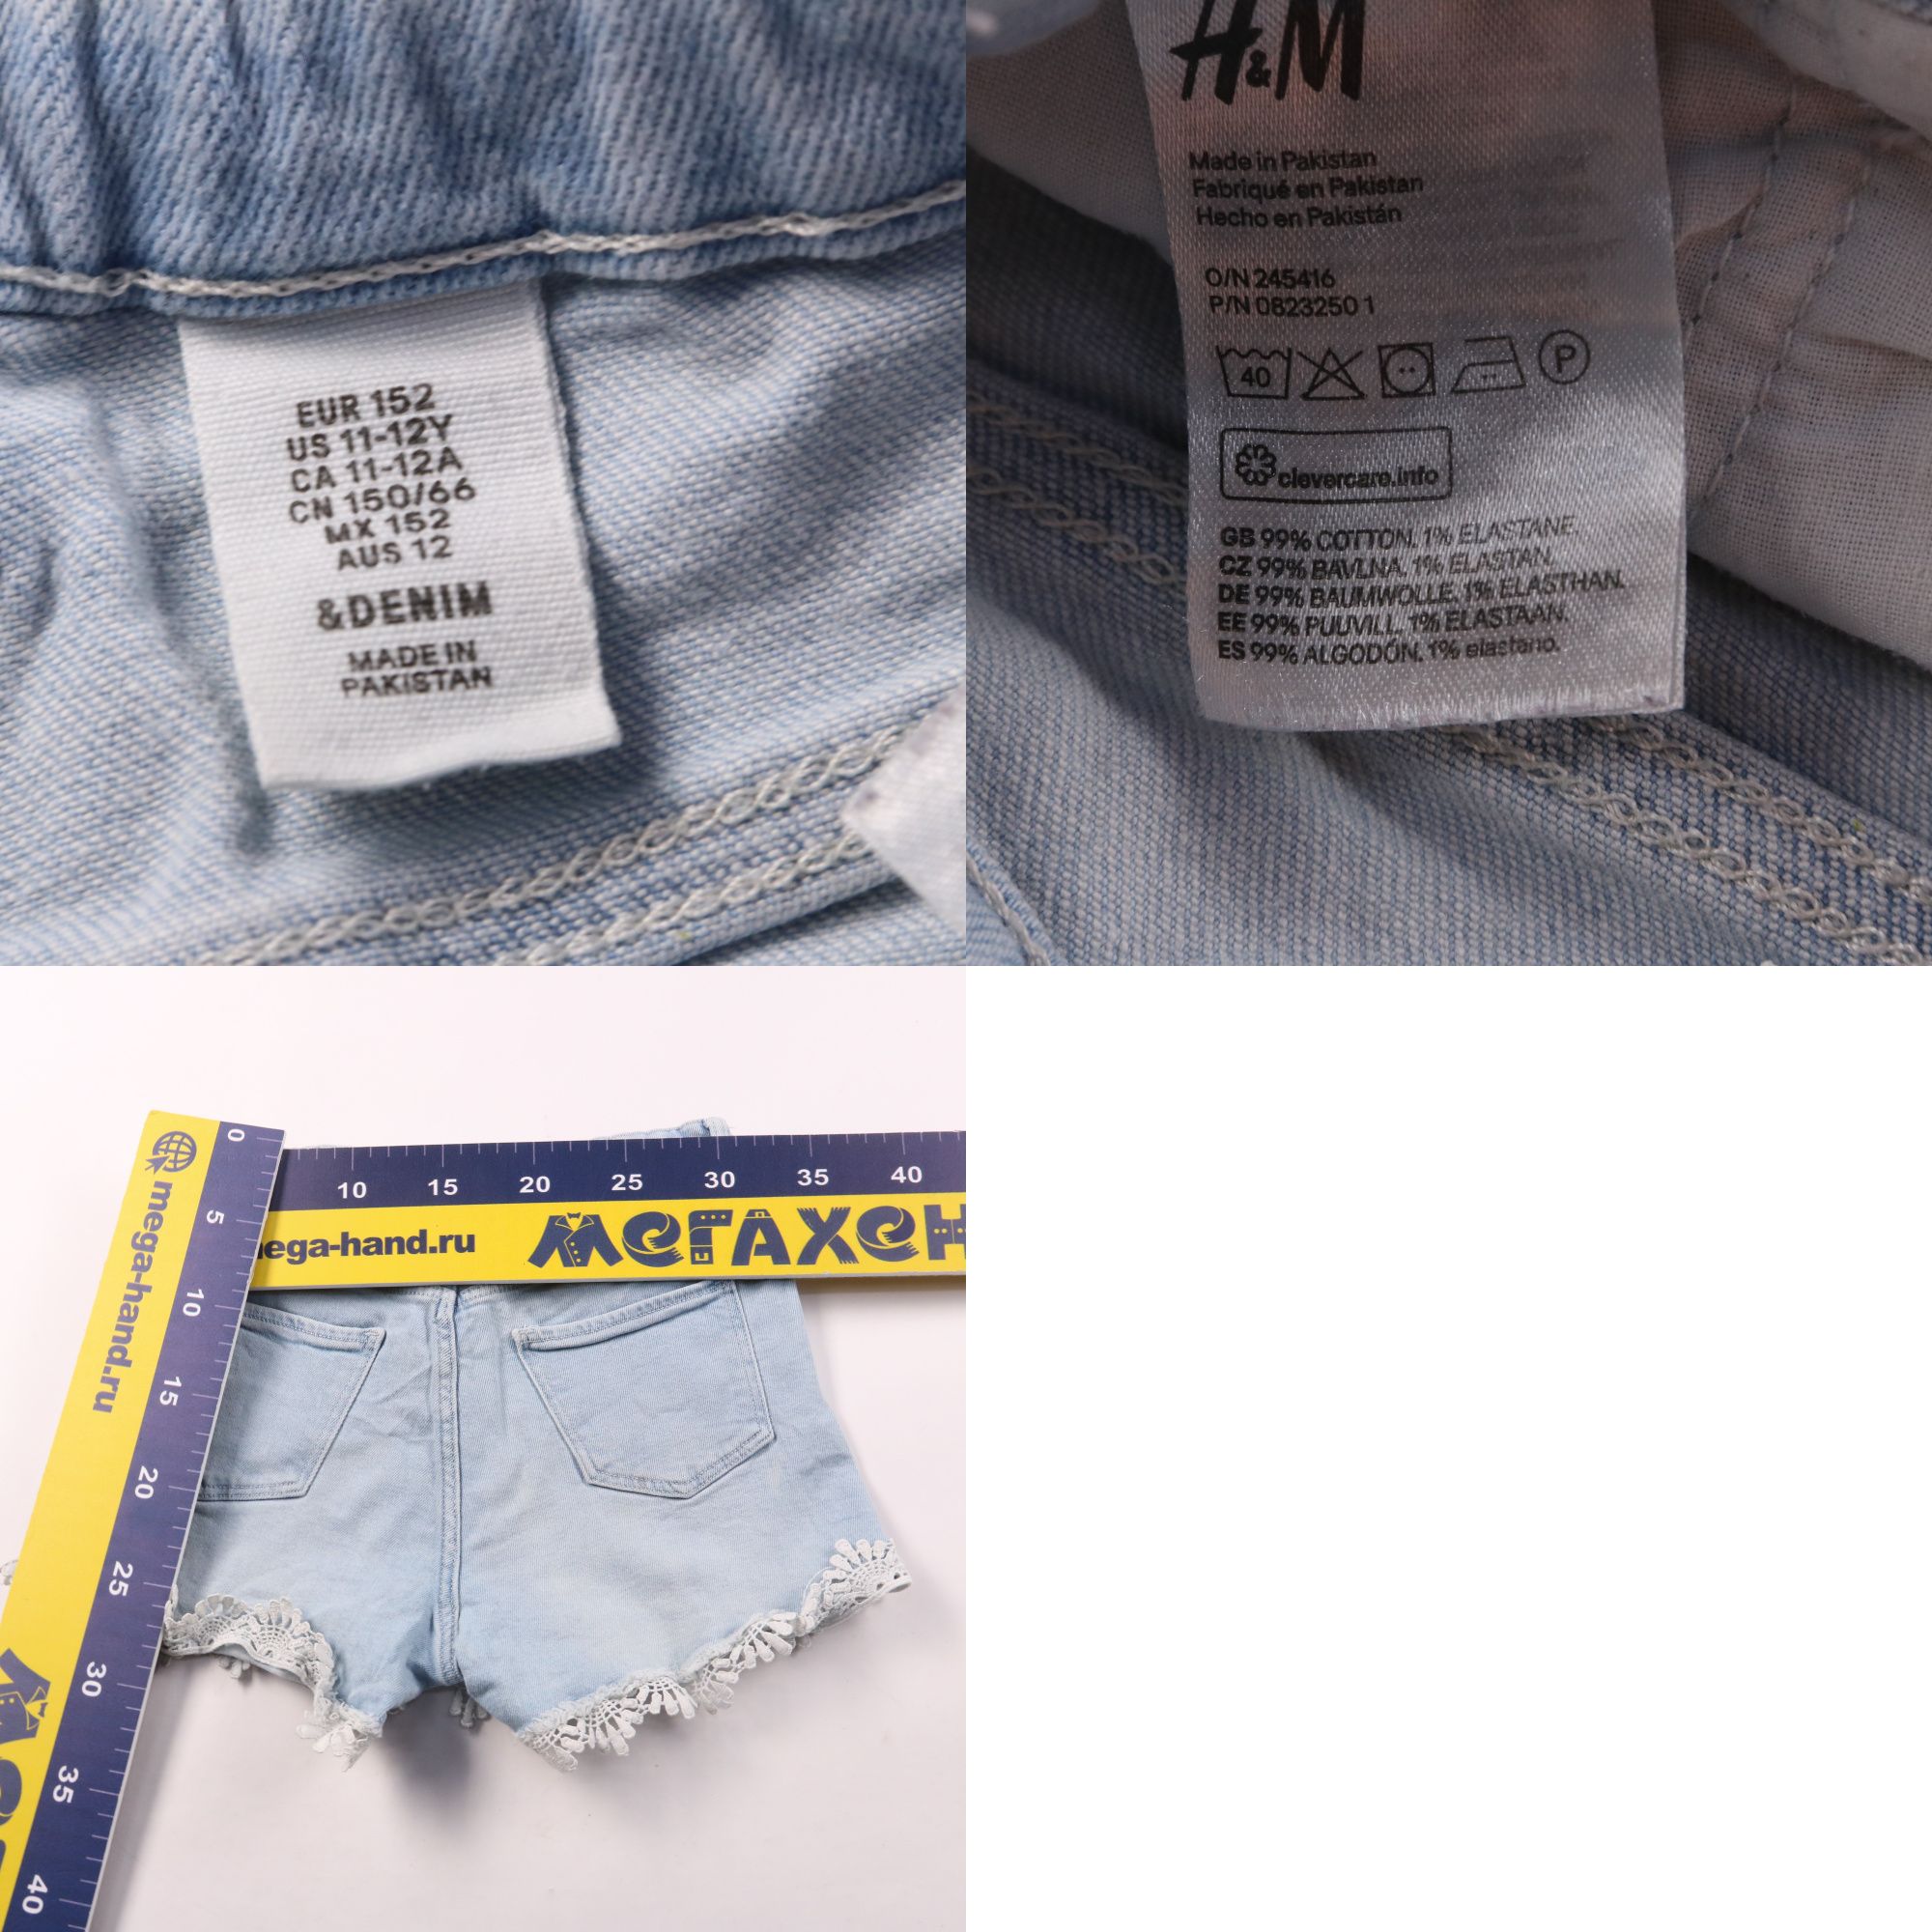 EUR 152
US 11-12Y
CA 11-12A
CN 150/66
MX 152
AUS 12
&DENIM
MADE IN
PAKISTAN
H&M
Made in Pakistan
Fabriqué en Pakistan
Hecho en Pakistán
O/N 245416
P/N 0823250 1
40
P
clevercare.info
GB 99% COTTON. 1% ELASTANE.
CZ 99% BAVLNA. 1% ELASTAN.
DE 99% BAUMWOLLE. 1% ELASTHAN.
EE 99% PUUVILL. 1% ELASTAAN.
ES 99% ALGODÓN. 1% elastano.
0 5 10 15 20 25 30 35 40
mega-hand.ru
10 15 20 25 30 35 40
ega-hand.ru МЕГАХЕН